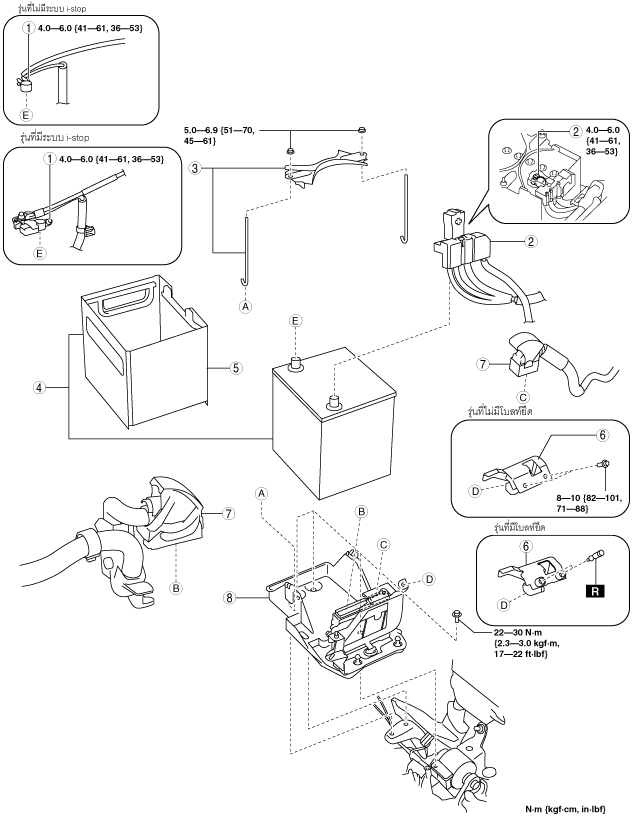 รุ่นที่ไม่มีระบบ i-stop
1 4.0—6.0 {41—61, 36—53}
E
รุ่นที่มีระบบ i-stop
1 4.0—6.0 {41—61, 36—53}
E
5.0—6.9 {51—70,
45—61}
3
A
2 4.0—6.0
{41—61,
36—53}
2
E
4
5
7
C
รุ่นที่ไม่มีโบลท์ยึด
6
D
8—10 {82—101,
71—88}
7
B
A
B
C
D
8
รุ่นที่มีโบลท์ยึด
6
D
R
22—30 N·m
{2.3—3.0 kgf·m,
17—22 ft·lbf}
N·m {kgf·cm, in·lbf}